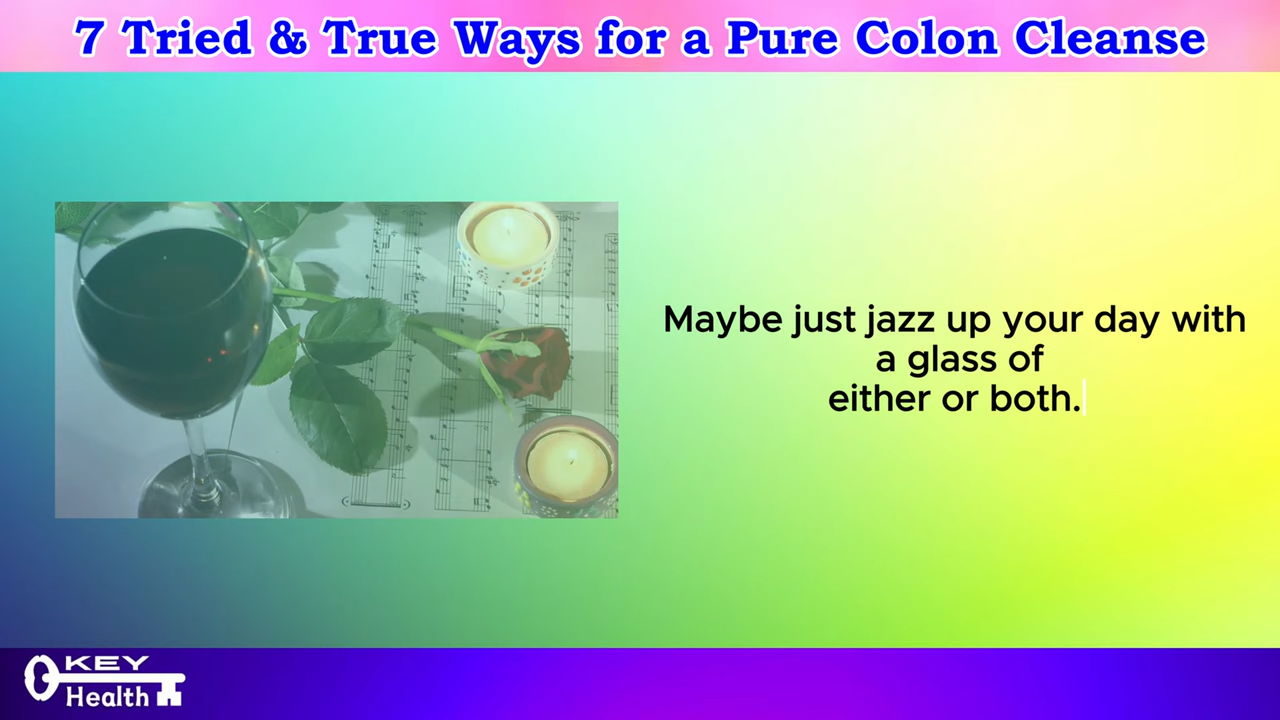 7 Tried & True Ways for a Pure Colon Cleanse
Maybe just jazz up your day with
a glass of
either or both.
KEY
Health